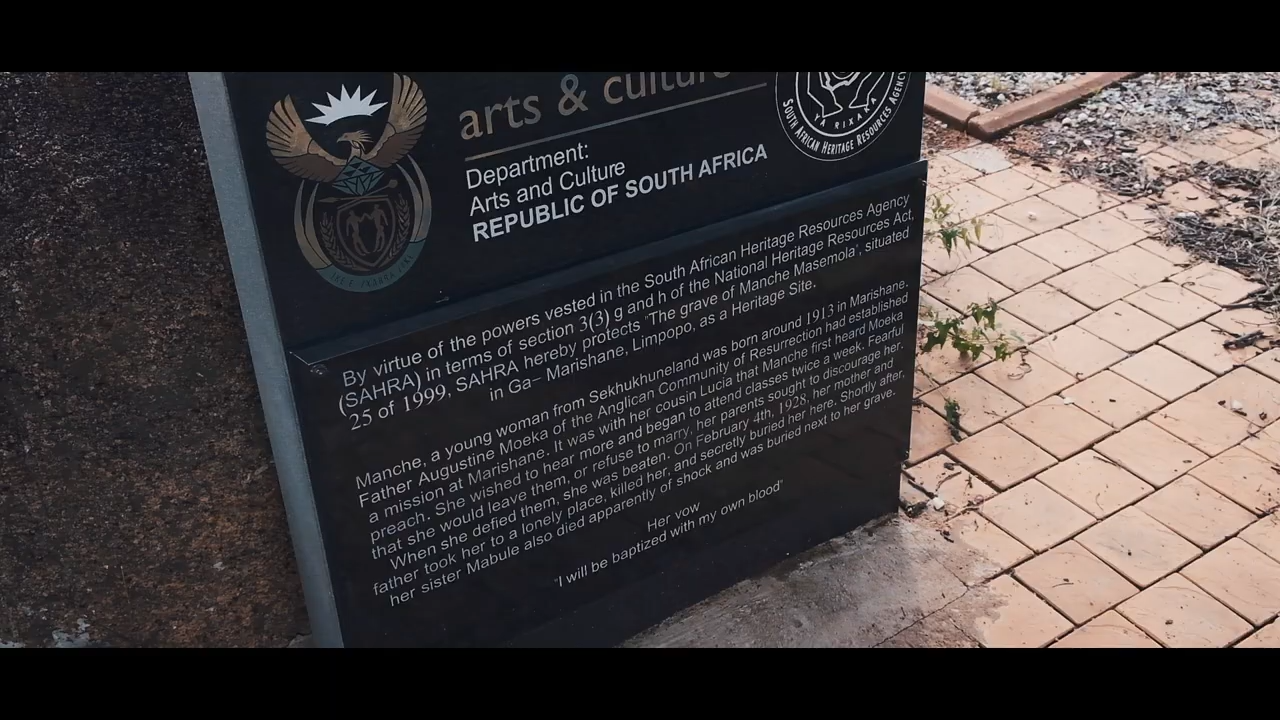 arts & culture
Department:
Arts and Culture
REPUBLIC OF SOUTH AFRICA
YA RIXAKA
SOUTH AFRICAN HERITAGE RESOURCES AGENCY
By virtue of the powers vested in the South African Heritage Resources Agency
(SAHRA) in terms of section 3(3) g and h of the National Heritage Resources Act,
25 of 1999, SAHRA hereby protects "The grave of Manche Masemola", situated
in Ga– Marishane, Limpopo, as a Heritage Site.
Manche, a young woman from Sekhukhuneland was born around 1913 in Marishane.
Father Augustine Moeka of the Anglican Community of Resurrection had established
a mission at Marishane. It was with her cousin Lucia that Manche first heard Moeka
preach. She wished to hear more and began to attend classes twice a week. Fearful
that she would leave them, or refuse to marry, her parents sought to discourage her.
When she defied them, she was beaten. On February 4th, 1928, her mother and
father took her to a lonely place, killed her, and secretly buried her here. Shortly after,
her sister Mabule also died apparently of shock and was buried next to her grave.
Her vow
"I will be baptized with my own blood"